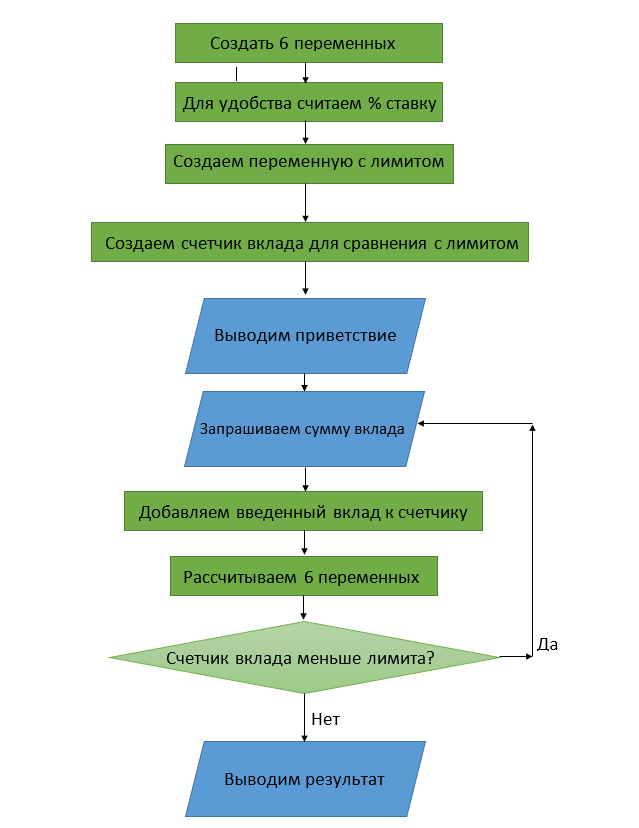 Создать 6 переменных
Для удобства считаем % ставку
Создаем переменную с лимитом
Создаем счетчик вклада для сравнения с лимитом
Выводим приветствие
Запрашиваем сумму вклада
Добавляем введенный вклад к счетчику
Рассчитываем 6 переменных
Счетчик вклада меньше лимита?
Да
Нет
Выводим результат